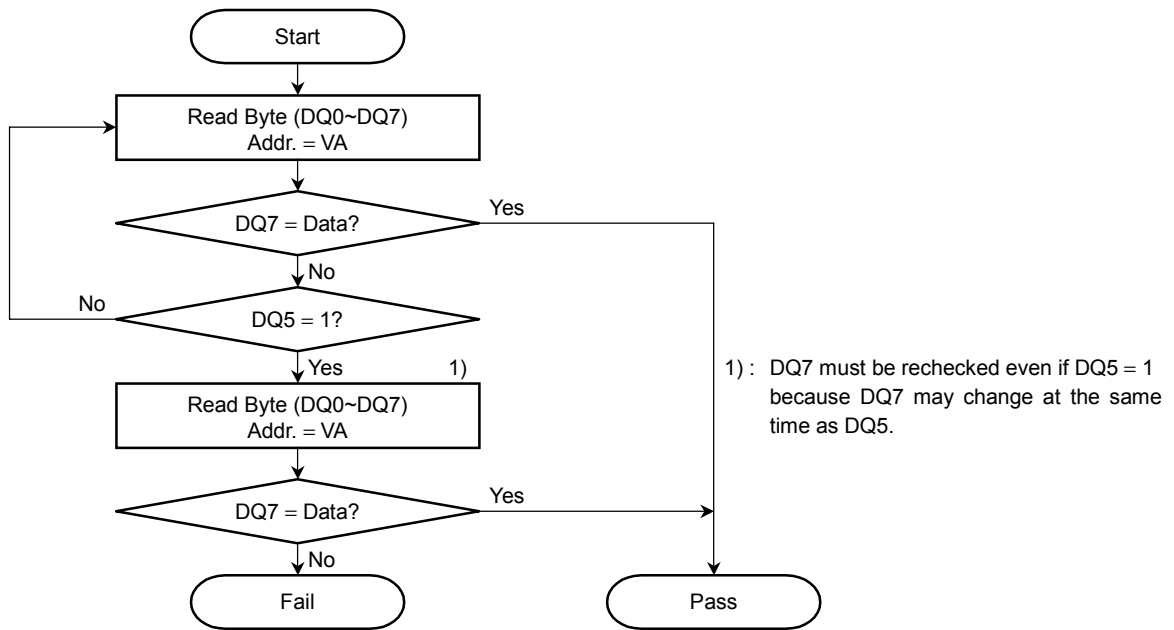 Start
Read Byte (DQ0~DQ7)
Addr. = VA
DQ7 = Data?
Yes
No
No
DQ5 = 1?
Yes
1)
Read Byte (DQ0~DQ7)
Addr. = VA
1) : DQ7 must be rechecked even if DQ5 = 1
because DQ7 may change at the same
time as DQ5.
DQ7 = Data?
Yes
No
Fail
Pass